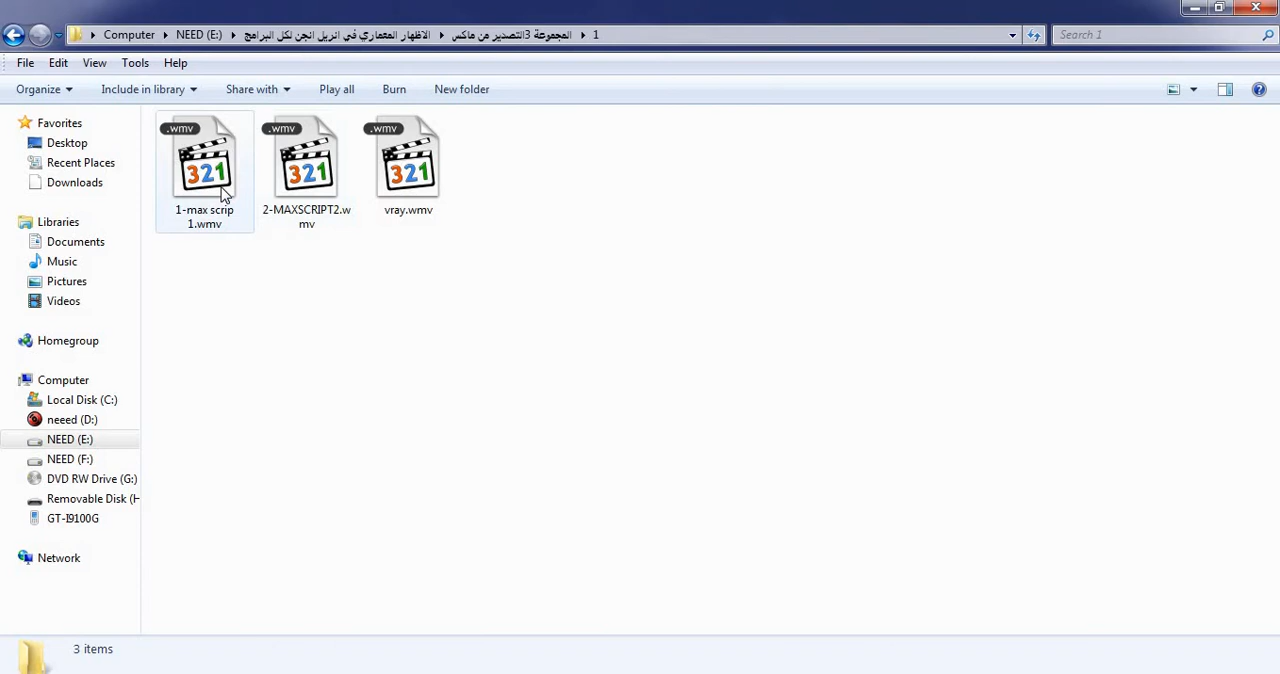 Computer
NEED (E:)
الاظهار المعماري في انريل انجن لكل البرامج
المجموعة 3التصدير من ماكس
1
Search 1
File
Edit
View
Tools
Help
Organize
Include in library
Share with
Play all
Burn
New folder
Favorites
Desktop
Recent Places
Downloads
Libraries
Documents
Music
Pictures
Videos
Homegroup
Computer
Local Disk (C:)
neeed (D:)
NEED (E:)
NEED (F:)
DVD RW Drive (G:)
Removable Disk (H
GT-I9100G
Network
.wmv
321
1-max scrip
1.wmv
.wmv
321
2-MAXSCRIPT2.w
mv
.wmv
321
vray.wmv
3 items